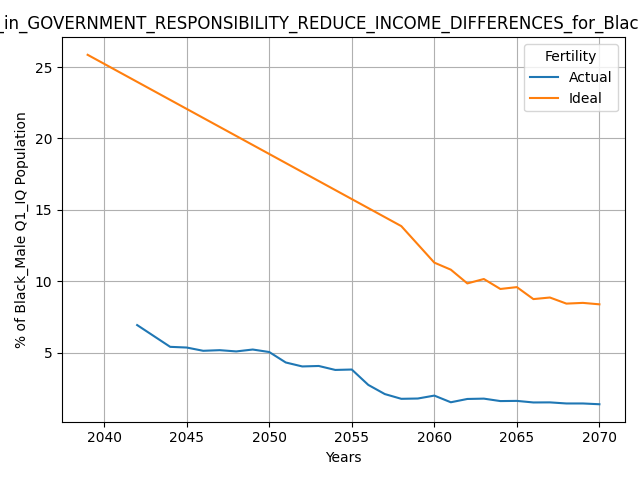 _in_GOVERNMENT_RESPONSIBILITY_REDUCE_INCOME_DIFFERENCES_for_Blac
Fertility
Actual
Ideal
% of Black_Male Q1_IQ Population
25
20
15
10
5
2040 2045 2050 2055 2060 2065 2070
Years